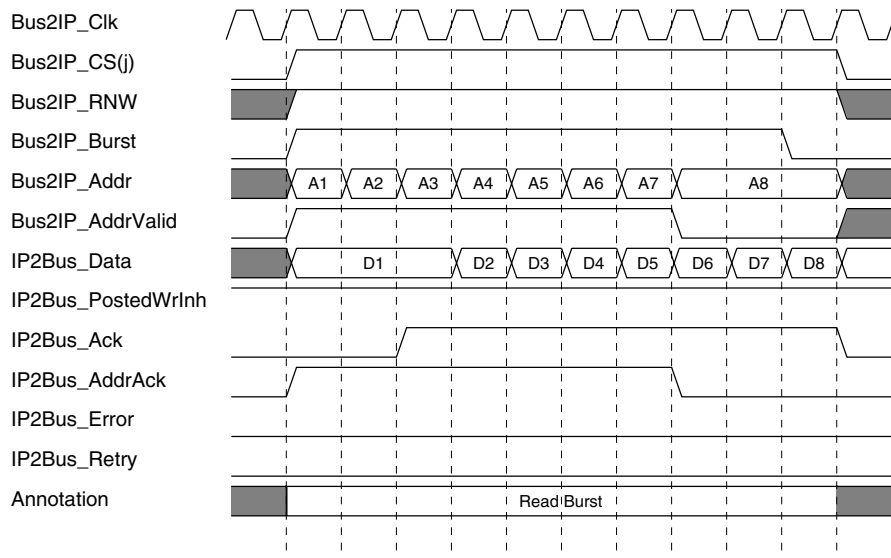 Bus2IP_Clk
Bus2IP_CS(j)
Bus2IP_RNW
Bus2IP_Burst
Bus2IP_Addr A1 A2 A3 A4 A5 A6 A7 A8
Bus2IP_AddrValid
IP2Bus_Data D1 D2 D3 D4 D5 D6 D7 D8
IP2Bus_PostedWrInh
IP2Bus_Ack
IP2Bus_AddrAck
IP2Bus_Error
IP2Bus_Retry
Annotation Read Burst